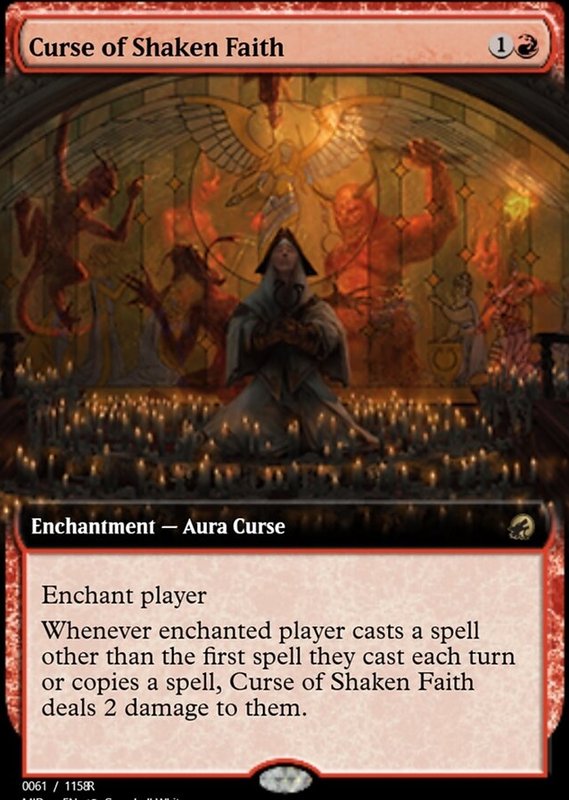 Curse of Shaken Faith 1
Enchantment — Aura Curse
Enchant player
Whenever enchanted player casts a spell
other than the first spell they cast each turn
or copies a spell, Curse of Shaken Faith
deals 2 damage to them.
0061 / 1158R